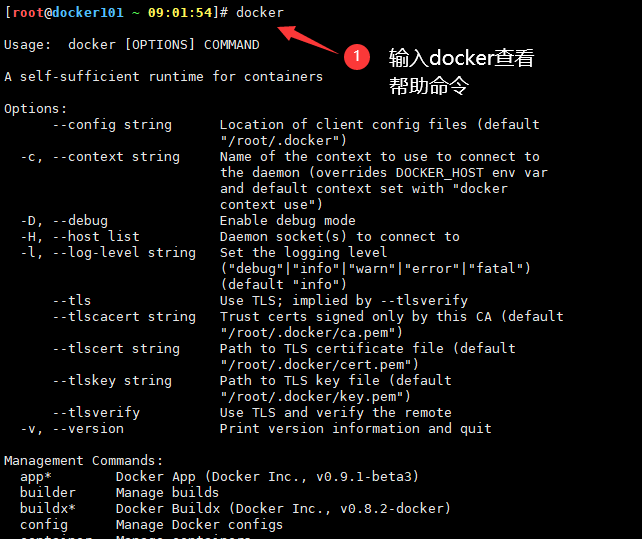 [root@docker101 ~ 09:01:54]# docker
1 输入docker查看
帮助命令
Usage:  docker [OPTIONS] COMMAND
A self-sufficient runtime for containers
Options:
      --config string      Location of client config files (default
                           "/root/.docker")
  -c, --context string     Name of the context to use to connect to
                           the daemon (overrides DOCKER_HOST env var
                           and default context set with "docker
                           context use")
  -D, --debug              Enable debug mode
  -H, --host list          Daemon socket(s) to connect to
  -l, --log-level string   Set the logging level
                           ("debug"|"info"|"warn"|"error"|"fatal")
                           (default "info")
      --tls                Use TLS; implied by --tlsverify
      --tlscacert string   Trust certs signed only by this CA (default
                           "/root/.docker/ca.pem")
      --tlscert string     Path to TLS certificate file (default
                           "/root/.docker/cert.pem")
      --tlskey string      Path to TLS key file (default
                           "/root/.docker/key.pem")
      --tlsverify          Use TLS and verify the remote
  -v, --version            Print version information and quit
Management Commands:
  app*        Docker App (Docker Inc., v0.9.1-beta3)
  builder     Manage builds
  buildx*     Docker Buildx (Docker Inc., v0.8.2-docker)
  config      Manage Docker configs
  container   Manage containers